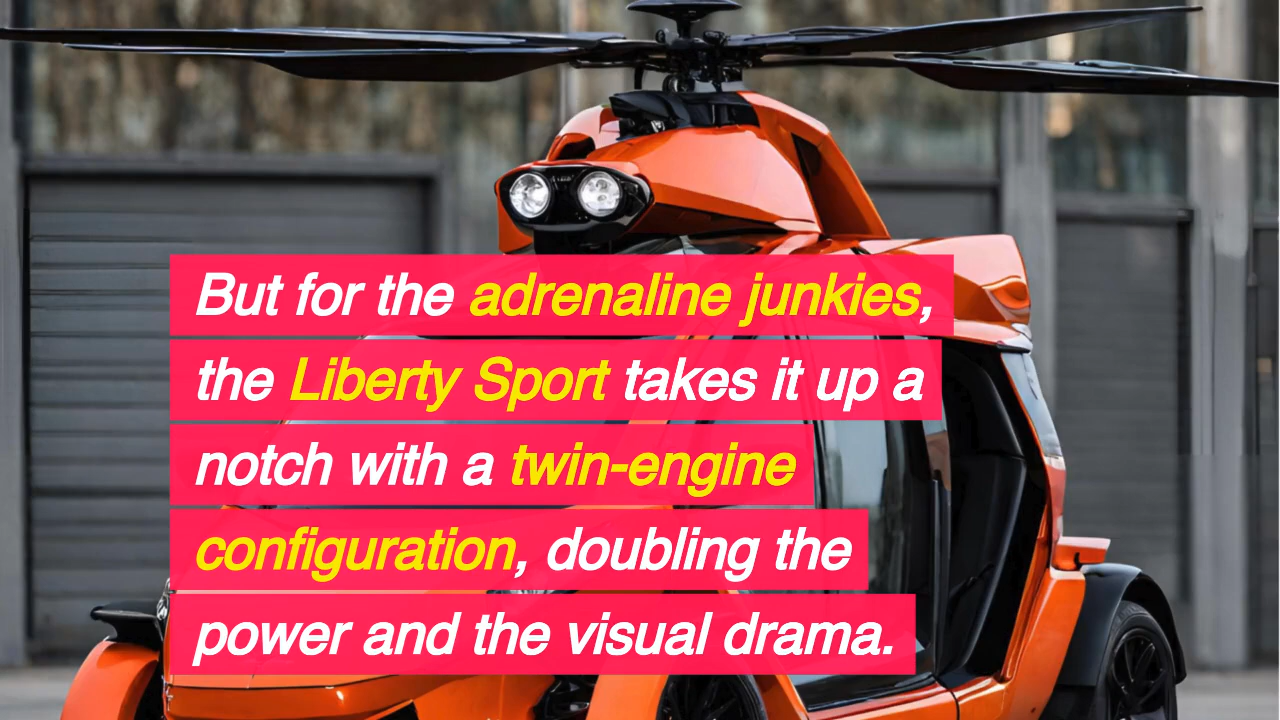 But for the adrenaline junkies,
the Liberty Sport takes it up a
notch with a twin-engine
configuration, doubling the
power and the visual drama.